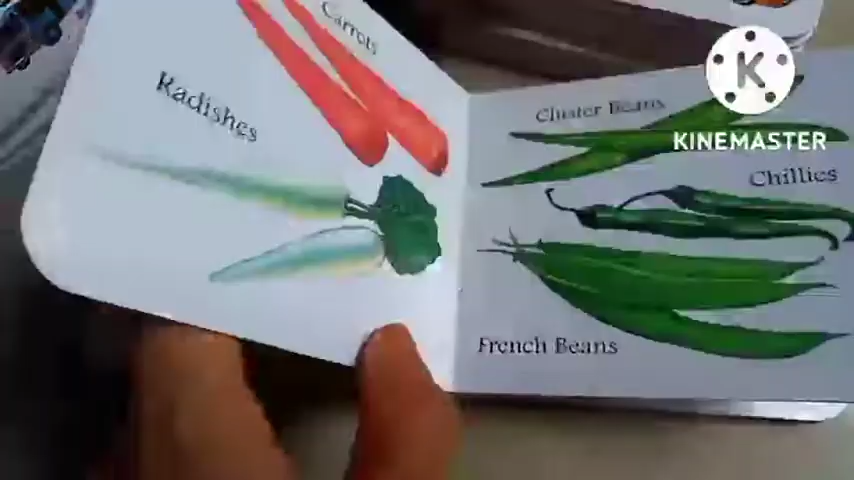 Carrots
Radishes
Cluster Beans
Chillies
French Beans
K
KINEMASTER